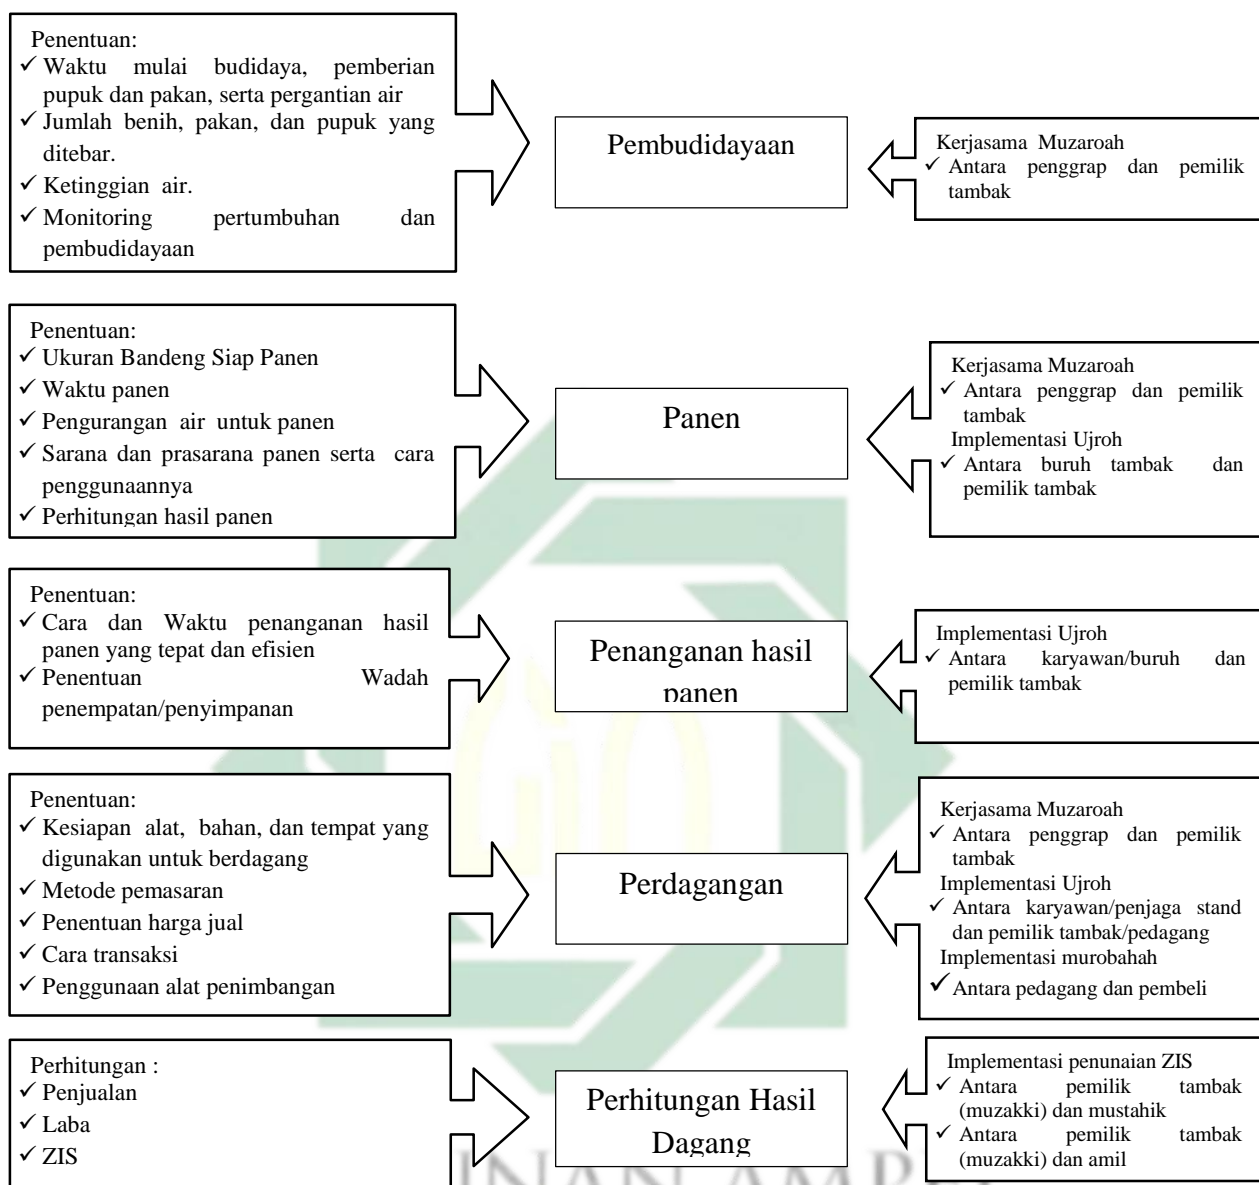 Penentuan:
✓ Waktu mulai budidaya, pemberian
pupuk dan pakan, serta pergantian air
✓ Jumlah benih, pakan, dan pupuk yang
ditebar.
✓ Ketinggian air.
✓ Monitoring pertumbuhan dan
pembudidayaan
Pembudidayaan
Kerjasama Muzaroah
✓ Antara penggrap dan pemilik
tambak
Penentuan:
✓ Ukuran Bandeng Siap Panen
✓ Waktu panen
✓ Pengurangan air untuk panen
✓ Sarana dan prasarana panen serta cara
penggunaannya
✓ Perhitungan hasil panen
Panen
Kerjasama Muzaroah
✓ Antara penggrap dan pemilik
tambak
Implementasi Ujroh
✓ Antara buruh tambak dan
pemilik tambak
Penentuan:
✓ Cara dan Waktu penanganan hasil
panen yang tepat dan efisien
✓ Penentuan Wadah
penempatan/penyimpanan
Penanganan hasil
panen
Implementasi Ujroh
✓ Antara karyawan/buruh dan
pemilik tambak
Penentuan:
✓ Kesiapan alat, bahan, dan tempat yang
digunakan untuk berdagang
✓ Metode pemasaran
✓ Penentuan harga jual
✓ Cara transaksi
✓ Penggunaan alat penimbangan
Perdagangan
Kerjasama Muzaroah
✓ Antara penggrap dan pemilik
tambak
Implementasi Ujroh
✓ Antara karyawan/penjaga stand
dan pemilik tambak/pedagang
Implementasi murobahah
✓ Antara pedagang dan pembeli
Perhitungan :
✓ Penjualan
✓ Laba
✓ ZIS
Perhitungan Hasil
Dagang
Implementasi penunaian ZIS
✓ Antara pemilik tambak
(muzakki) dan mustahik
✓ Antara pemilik tambak
(muzakki) dan amil